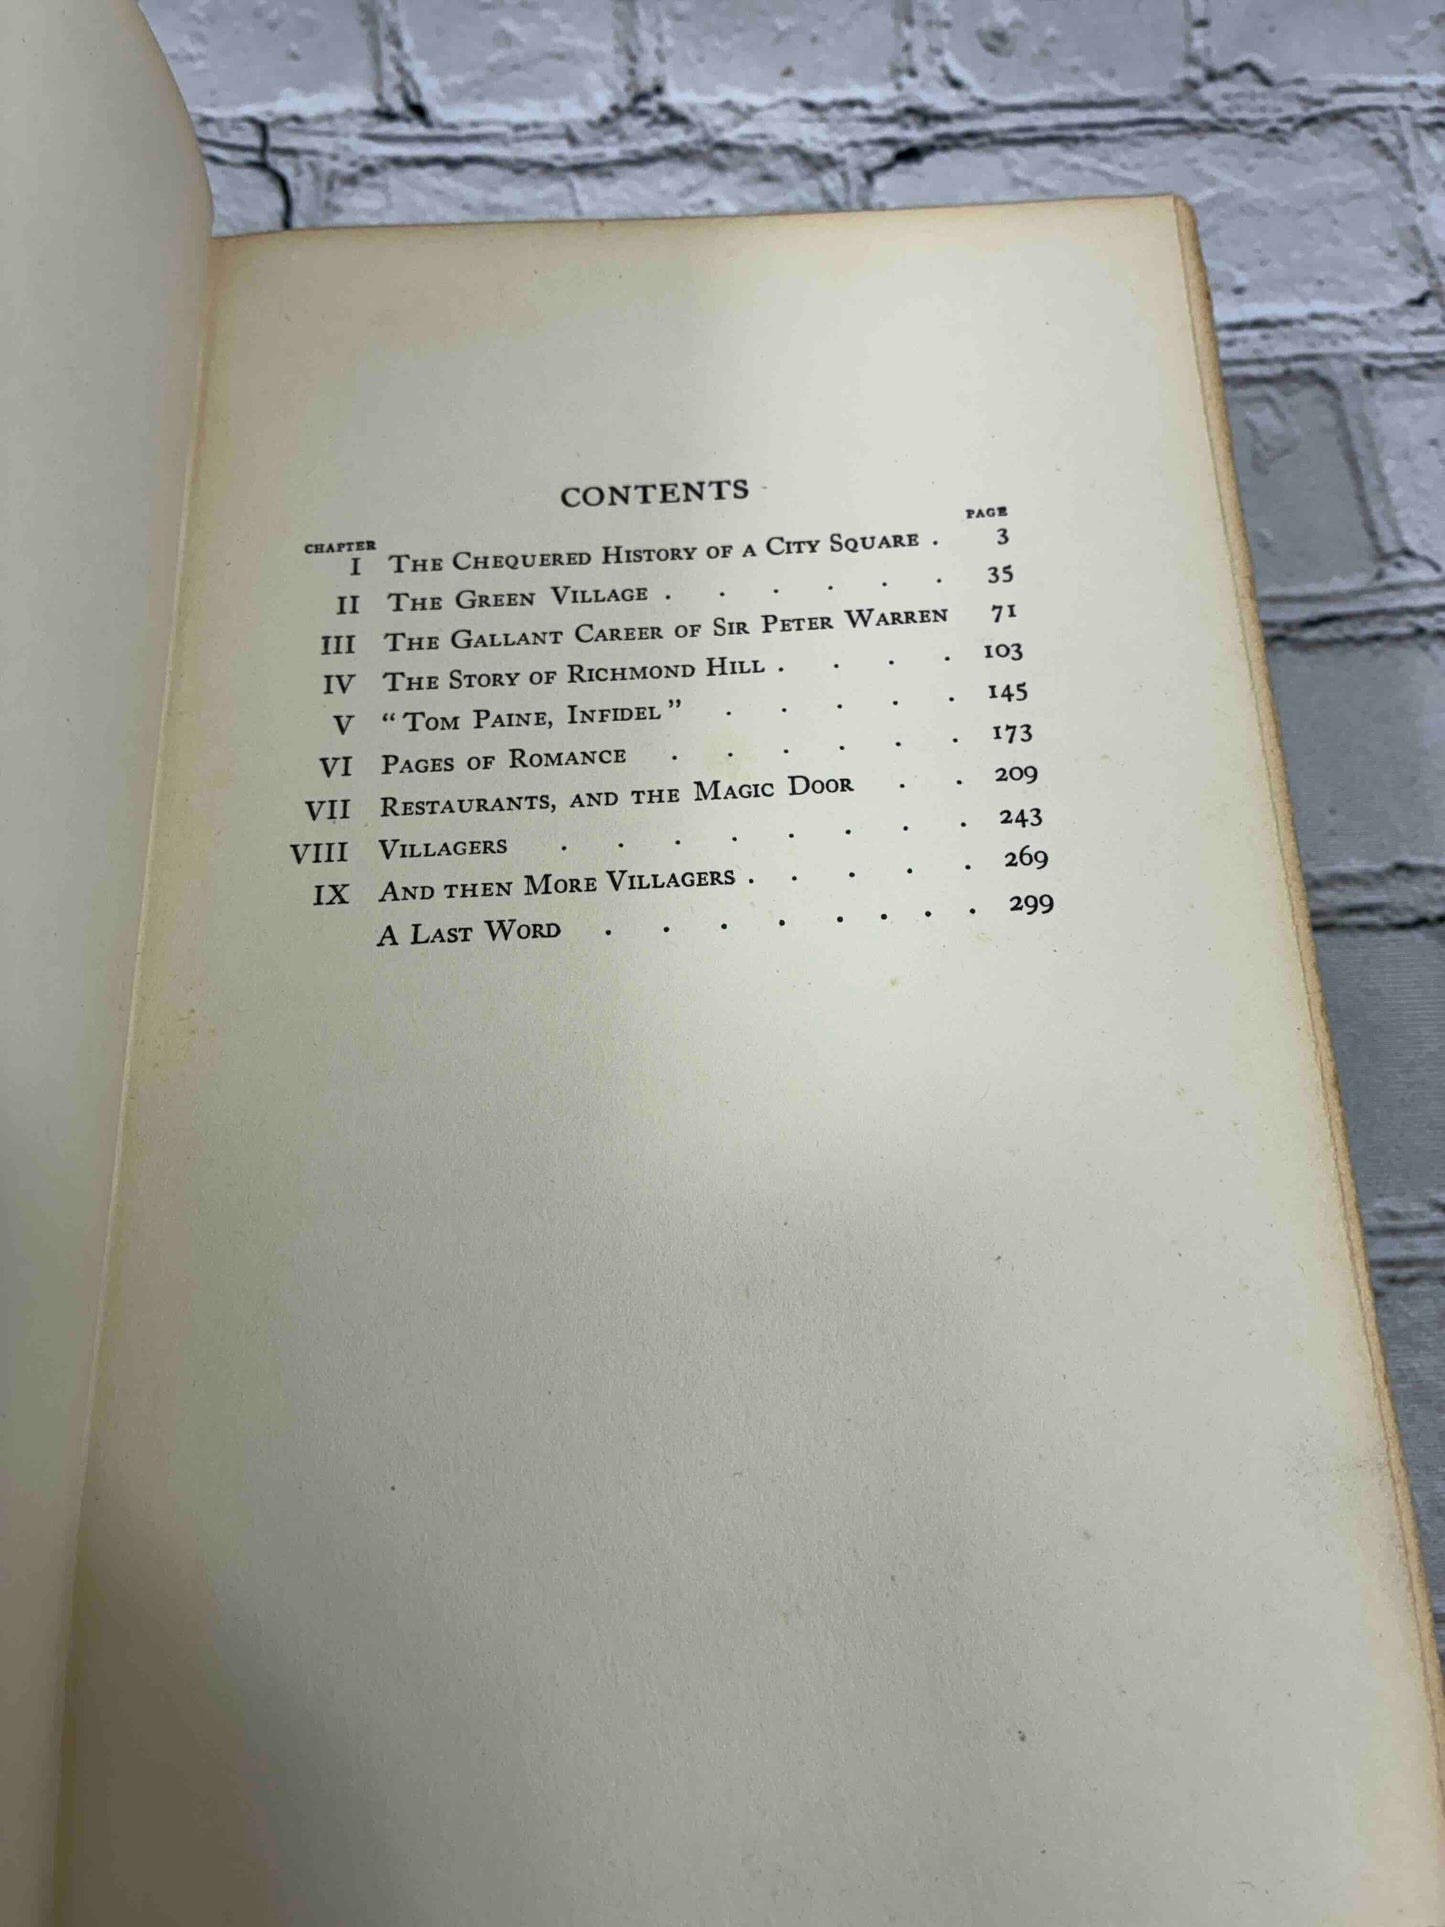 CONTENTS
CHAPTER PAGE
I The Chequered History of a City Square . 3
II The Green Village . . . . . . 35
III The Gallant Career of Sir Peter Warren 71
IV The Story of Richmond Hill . . . . 103
V “Tom Paine, Infidel” . . . . . 145
VI Pages of Romance . . . . . . 173
VII Restaurants, and the Magic Door . . 209
VIII Villagers . . . . . . . . 243
IX And then More Villagers . . . . . 269
A Last Word . . . . . . . . 299